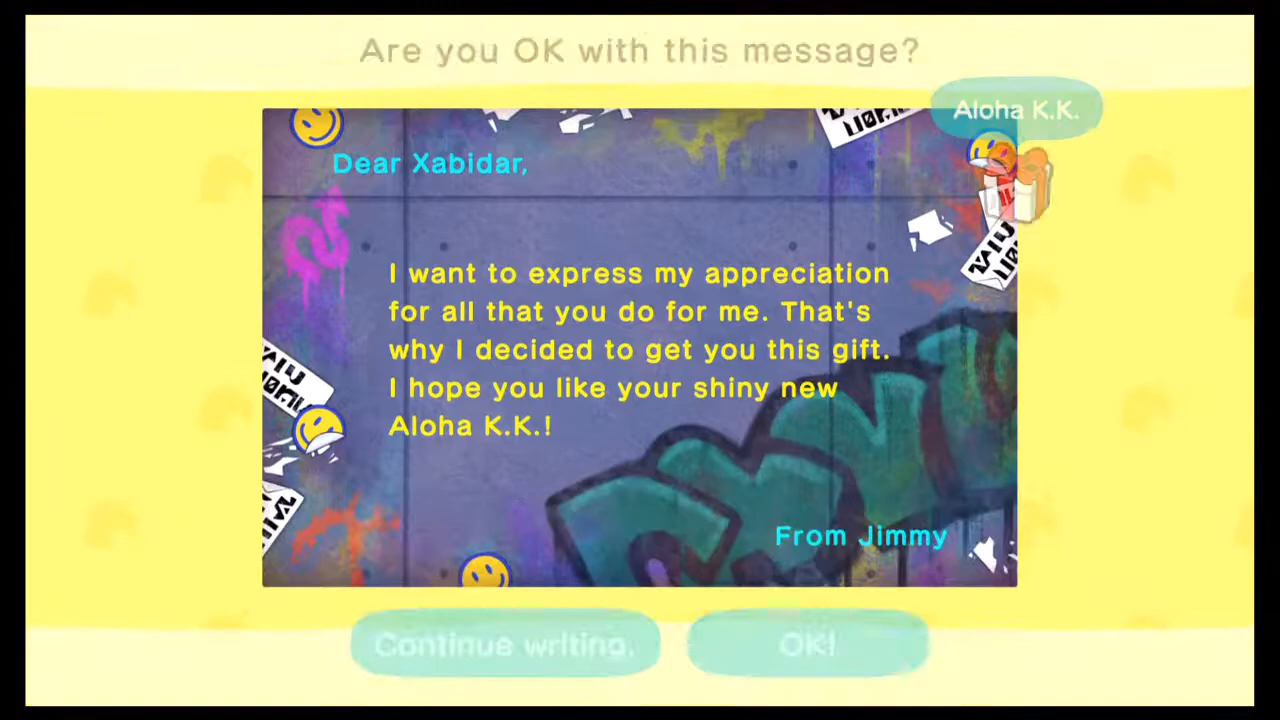 Are you OK with this message?
Aloha K.K.
Dear Xabidar,
I want to express my appreciation
for all that you do for me. That's
why I decided to get you this gift.
I hope you like your shiny new
Aloha K.K.!
From Jimmy
Continue writing.
OK!